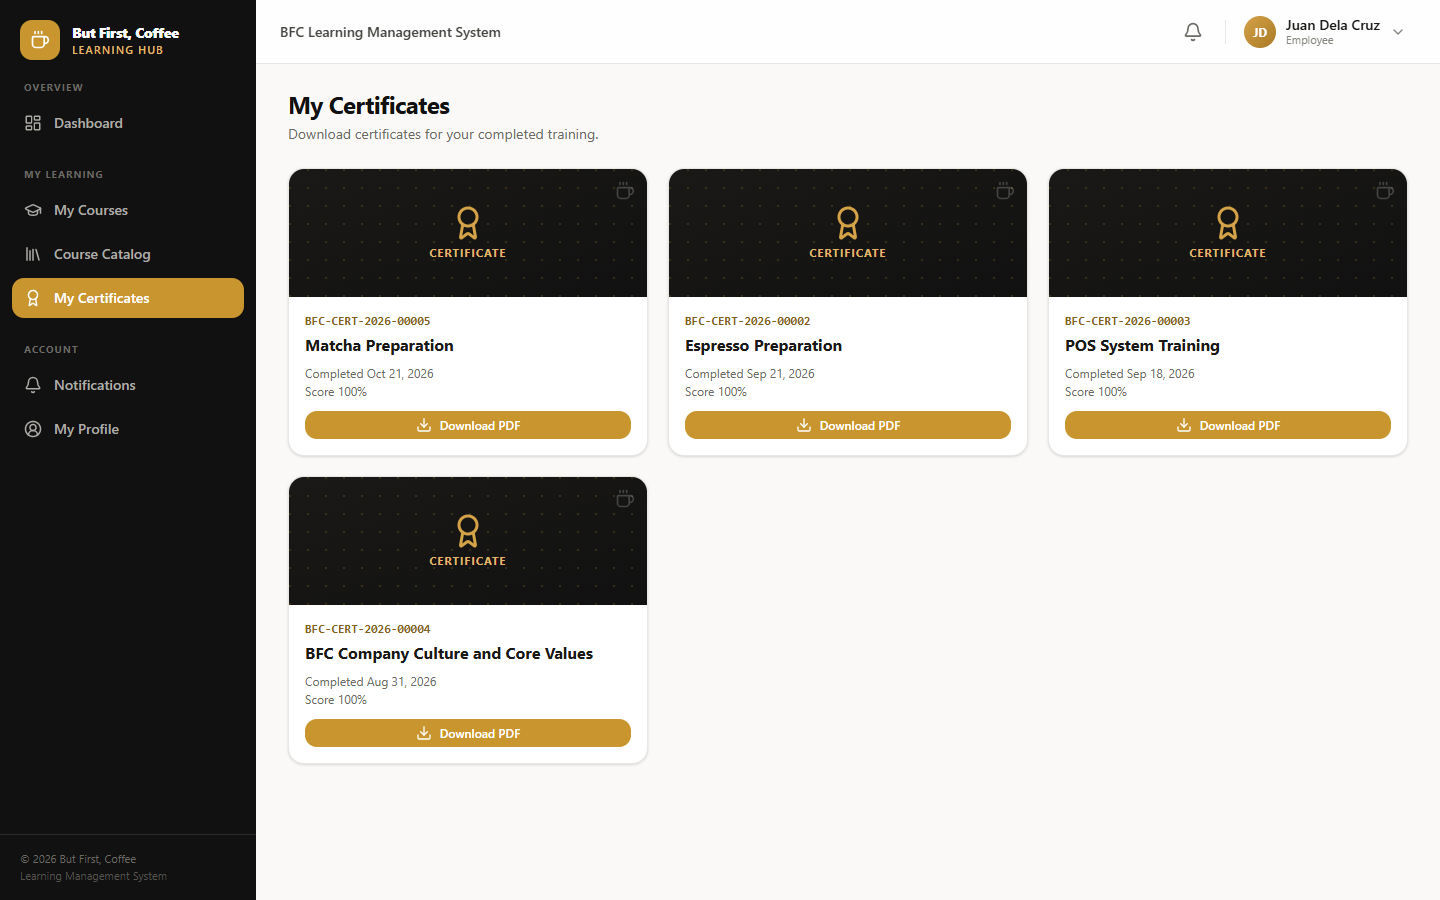 But First, Coffee
LEARNING HUB
OVERVIEW
Dashboard
MY LEARNING
My Courses
Course Catalog
My Certificates
ACCOUNT
Notifications
My Profile
© 2026 But First, Coffee
Learning Management System
BFC Learning Management System
JD
Juan Dela Cruz
Employee
My Certificates
Download certificates for your completed training.
CERTIFICATE
BFC-CERT-2026-00005
Matcha Preparation
Completed Oct 21, 2026
Score 100%
Download PDF
CERTIFICATE
BFC-CERT-2026-00002
Espresso Preparation
Completed Sep 21, 2026
Score 100%
Download PDF
CERTIFICATE
BFC-CERT-2026-00003
POS System Training
Completed Sep 18, 2026
Score 100%
Download PDF
CERTIFICATE
BFC-CERT-2026-00004
BFC Company Culture and Core Values
Completed Aug 31, 2026
Score 100%
Download PDF